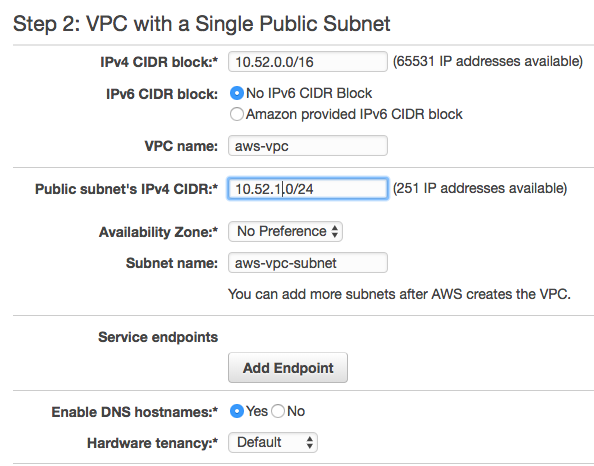 Step 2: VPC with a Single Public Subnet
IPv4 CIDR block:* 10.52.0.0/16 (65531 IP addresses available)
IPv6 CIDR block: No IPv6 CIDR Block
Amazon provided IPv6 CIDR block
VPC name: aws-vpc
Public subnet's IPv4 CIDR:* 10.52.1.0/24 (251 IP addresses available)
Availability Zone:* No Preference
Subnet name: aws-vpc-subnet
You can add more subnets after AWS creates the VPC.
Service endpoints
Add Endpoint
Enable DNS hostnames:* Yes No
Hardware tenancy:* Default